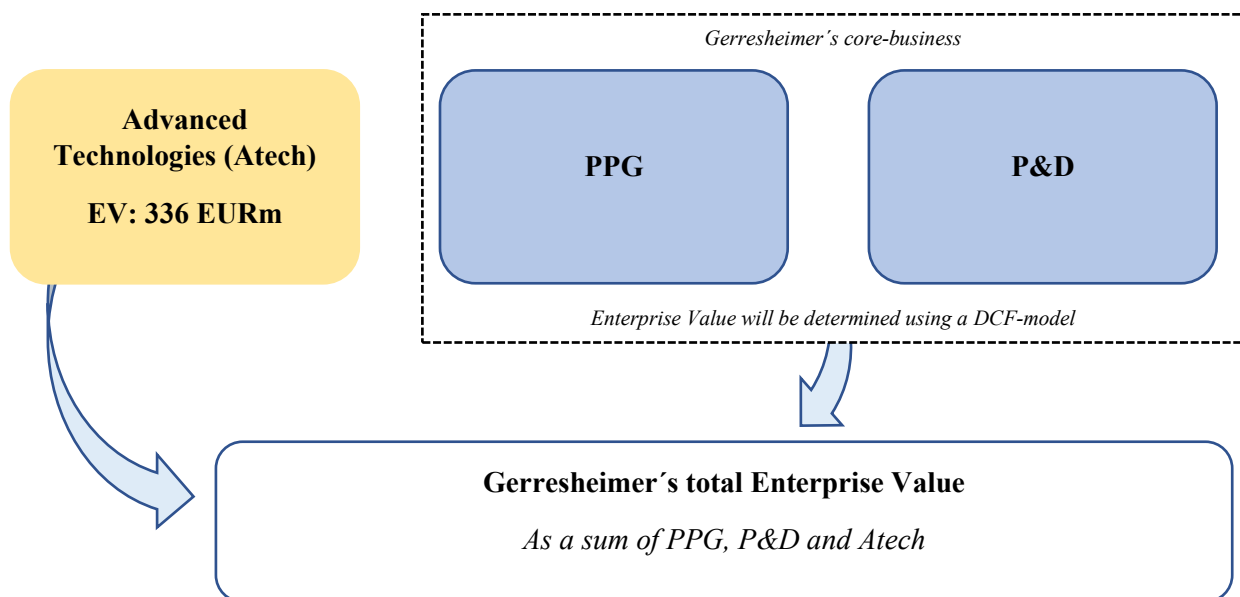 Gerresheimer´s core-business
Advanced
Technologies (Atech)
EV: 336 EURm
PPG
P&D
Enterprise Value will be determined using a DCF-model
Gerresheimer´s total Enterprise Value
As a sum of PPG, P&D and Atech